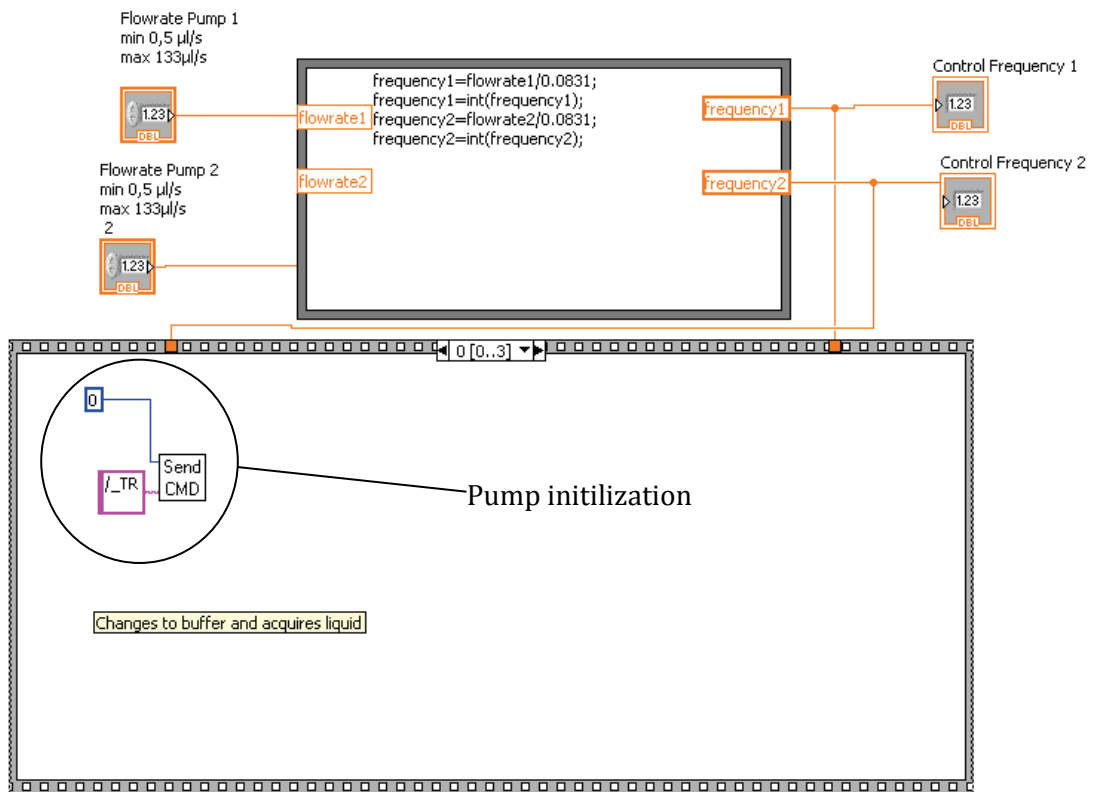 Flowrate Pump 1
min 0,5 µl/s
max 133µl/s
1.23
DBL
Flowrate Pump 2
min 0,5 µl/s
max 133µl/s
2
1.23
DBL
flowrate1
flowrate2
frequency1=flowrate1/0.0831;
frequency1=int(frequency1);
frequency2=flowrate2/0.0831;
frequency2=int(frequency2);
frequency1
frequency2
Control Frequency 1
1.23
DBL
Control Frequency 2
1.23
DBL
0 [0..3]
0
/_TR
Send
CMD
Pump initilization
Changes to buffer and acquires liquid